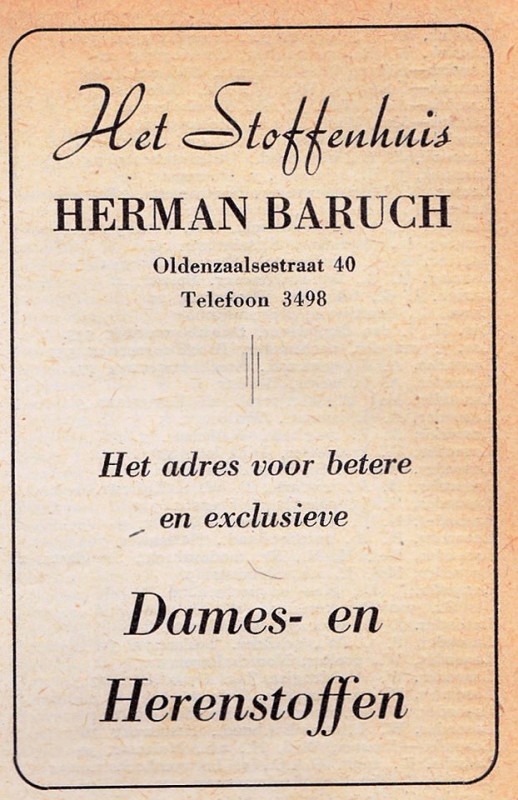 Het Stoffenhuis
HERMAN BARUCH
Oldenzaalsestraat 40
Telefoon 3498
Het adres voor betere
en exclusieve
Dames- en
Herenstoffen